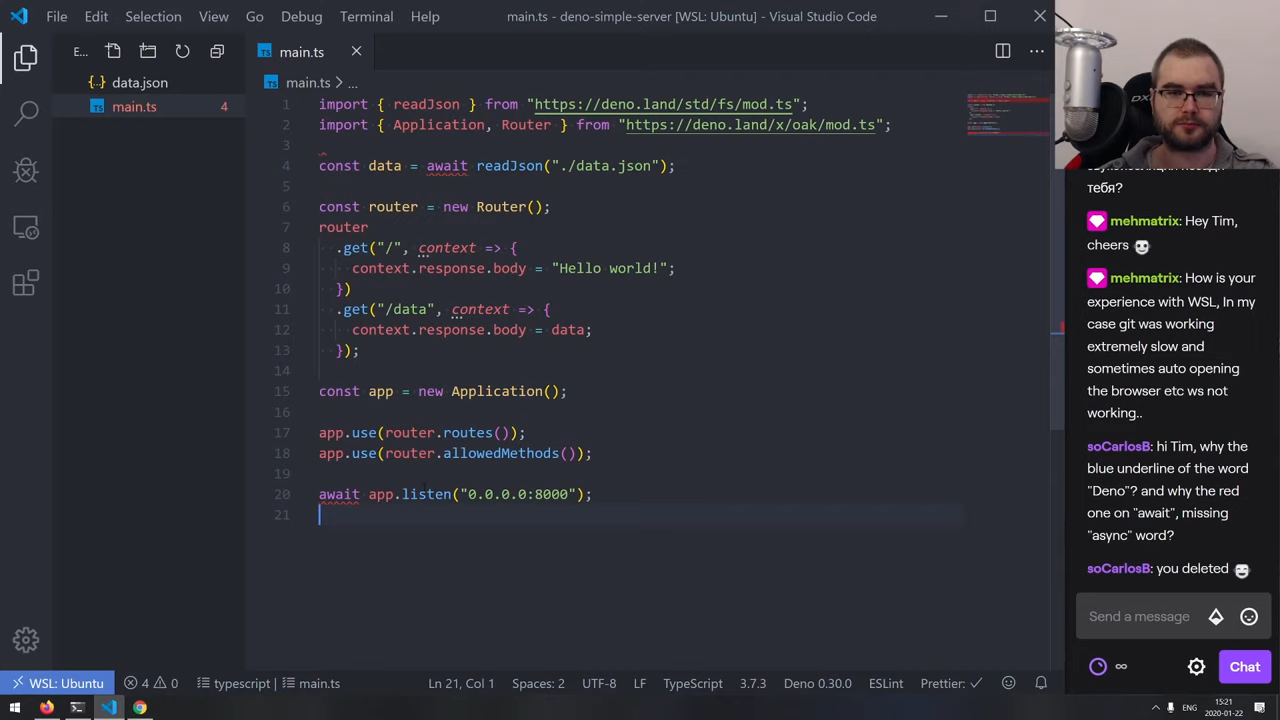 File Edit Selection View Go Debug Terminal Help
main.ts - deno-simple-server [WSL: Ubuntu] - Visual Studio Code
E...
{·} data.json
TS main.ts 4
TS main.ts
TS main.ts > ...
1 import { readJson } from "https://deno.land/std/fs/mod.ts";
2 import { Application, Router } from "https://deno.land/x/oak/mod.ts";
3
4 const data = await readJson("./data.json");
5
6 const router = new Router();
7 router
8 .get("/", context => {
9 context.response.body = "Hello world!";
10 })
11 .get("/data", context => {
12 context.response.body = data;
13 });
14
15 const app = new Application();
16
17 app.use(router.routes());
18 app.use(router.allowedMethods());
19
20 await app.listen("0.0.0.0:8000");
21
тебя?
mehmatrix: Hey Tim,
cheers
mehmatrix: How is your
experience with WSL, In my
case git was working
extremely slow and
sometimes auto opening
the browser etc ws not
working..
soCarlosB: hi Tim, why the
blue underline of the word
"Deno"? and why the red
one on "await", missing
"async" word?
soCarlosB: you deleted
Send a message
∞
Chat
WSL: Ubuntu 4 0 typescript | main.ts Ln 21, Col 1 Spaces: 2 UTF-8 LF TypeScript 3.7.3 Deno 0.30.0 ESLint Prettier: ✓
ENG
15:21
2020-01-22